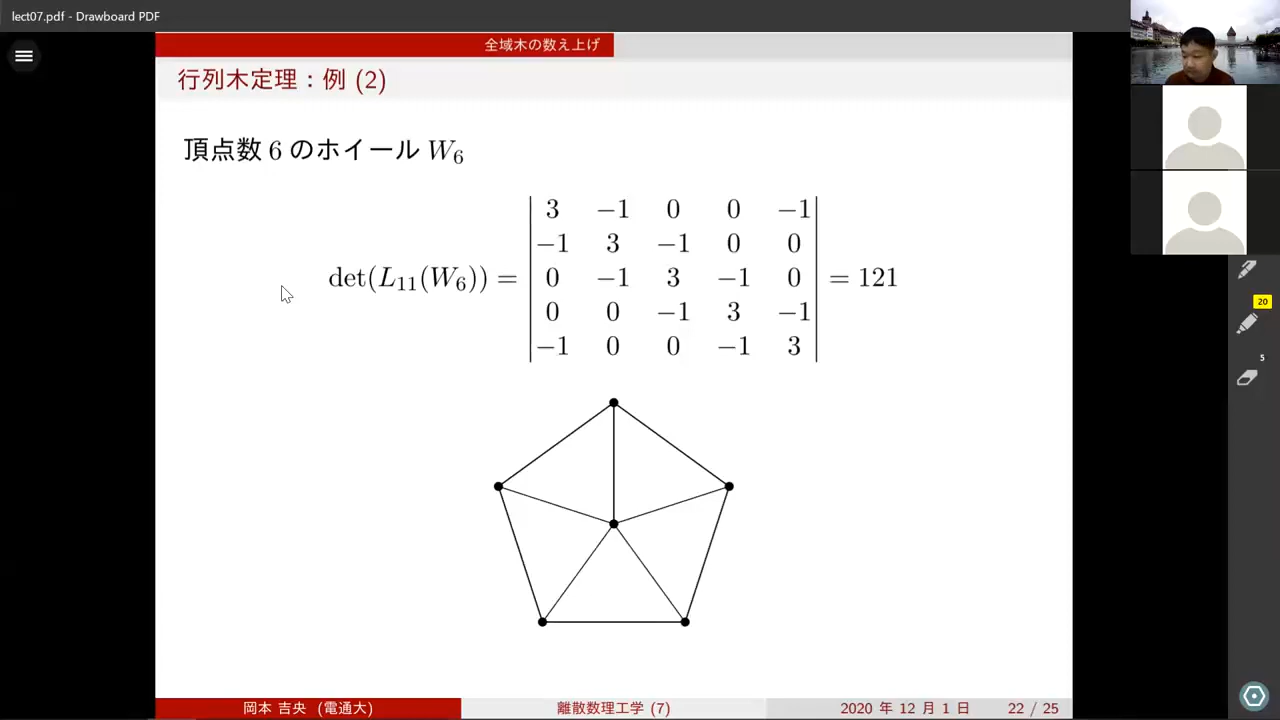 lect07.pdf - Drawboard PDF
全域木の数え上げ
行列木定理：例 (2)
頂点数 6 のホイール W6
det(L11(W6)) =
3 −1 0 0 −1
−1 3 −1 0 0
0 −1 3 −1 0
0 0 −1 3 −1
−1 0 0 −1 3
= 121
20
5
岡本 吉央 (電通大)
離散数理工学 (7)
2020 年 12 月 1 日
22 / 25